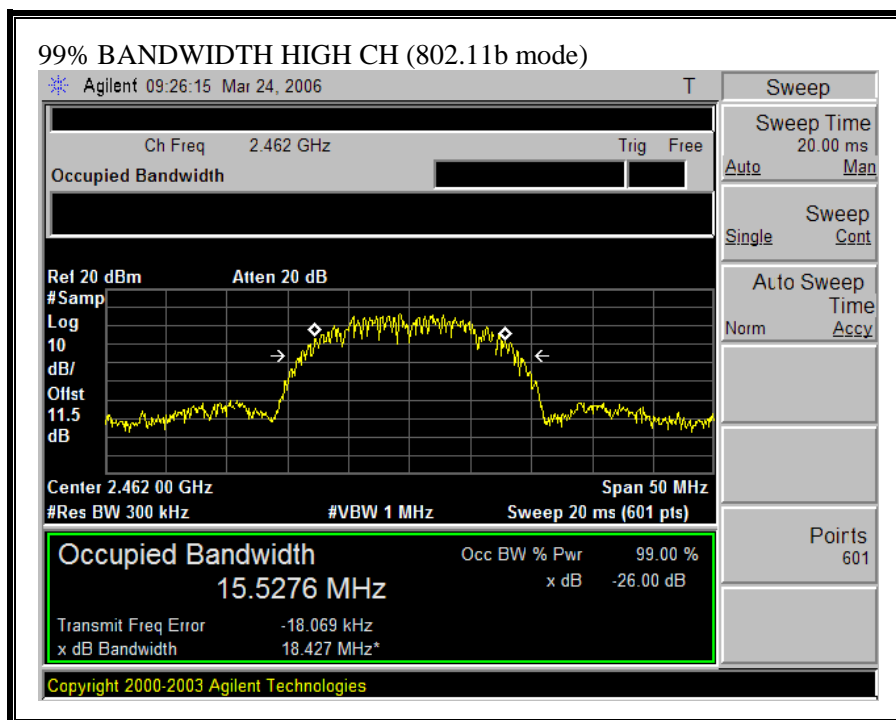 99% BANDWIDTH HIGH CH (802.11b mode)
Agilent 09:26:15 Mar 24, 2006 T
Ch Freq 2.462 GHz Trig Free
Occupied Bandwidth
Ref 20 dBm Atten 20 dB
#Samp
Log
10
dB/
Offst
11.5
dB
Center 2.462 00 GHz Span 50 MHz
#Res BW 300 kHz #VBW 1 MHz Sweep 20 ms (601 pts)
Occupied Bandwidth
15.5276 MHz
Occ BW % Pwr 99.00 %
x dB -26.00 dB
Transmit Freq Error -18.069 kHz
x dB Bandwidth 18.427 MHz*
Copyright 2000-2003 Agilent Technologies
Sweep
Sweep Time
20.00 ms
Auto Man
Sweep
Single Cont
Auto Sweep
Time
Norm Accy
Points
601